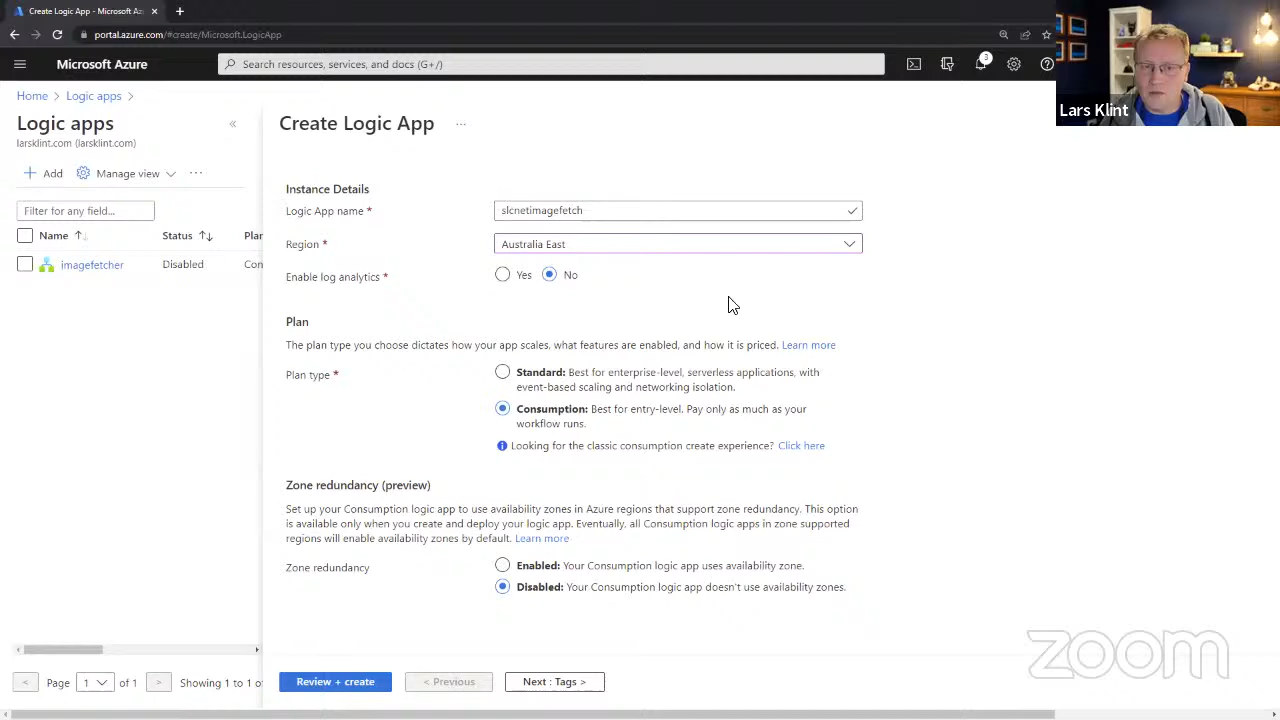 Create Logic App - Microsoft Az
portal.azure.com/#create/Microsoft.LogicApp
Microsoft Azure
Search resources, services, and docs (G+/)
3
Lars Klint
Home > Logic apps >
Logic apps
larsklint.com (larsklint.com)
Add
Manage view
Filter for any field...
Name
Status
Plan
imagefetcher
Disabled
Con
Page 1 of 1
Showing 1 to 1 of
Create Logic App
Instance Details
Logic App name *
slcnetimagefetch
Region *
Australia East
Enable log analytics *
Yes
No
Plan
The plan type you choose dictates how your app scales, what features are enabled, and how it is priced. Learn more
Plan type *
Standard: Best for enterprise-level, serverless applications, with
event-based scaling and networking isolation.
Consumption: Best for entry-level. Pay only as much as your
workflow runs.
Looking for the classic consumption create experience? Click here
Zone redundancy (preview)
Set up your Consumption logic app to use availability zones in Azure regions that support zone redundancy. This option
is available only when you create and deploy your logic app. Eventually, all Consumption logic apps in zone supported
regions will enable availability zones by default. Learn more
Zone redundancy
Enabled: Your Consumption logic app uses availability zone.
Disabled: Your Consumption logic app doesn't use availability zones.
Review + create
< Previous
Next : Tags >
zoom